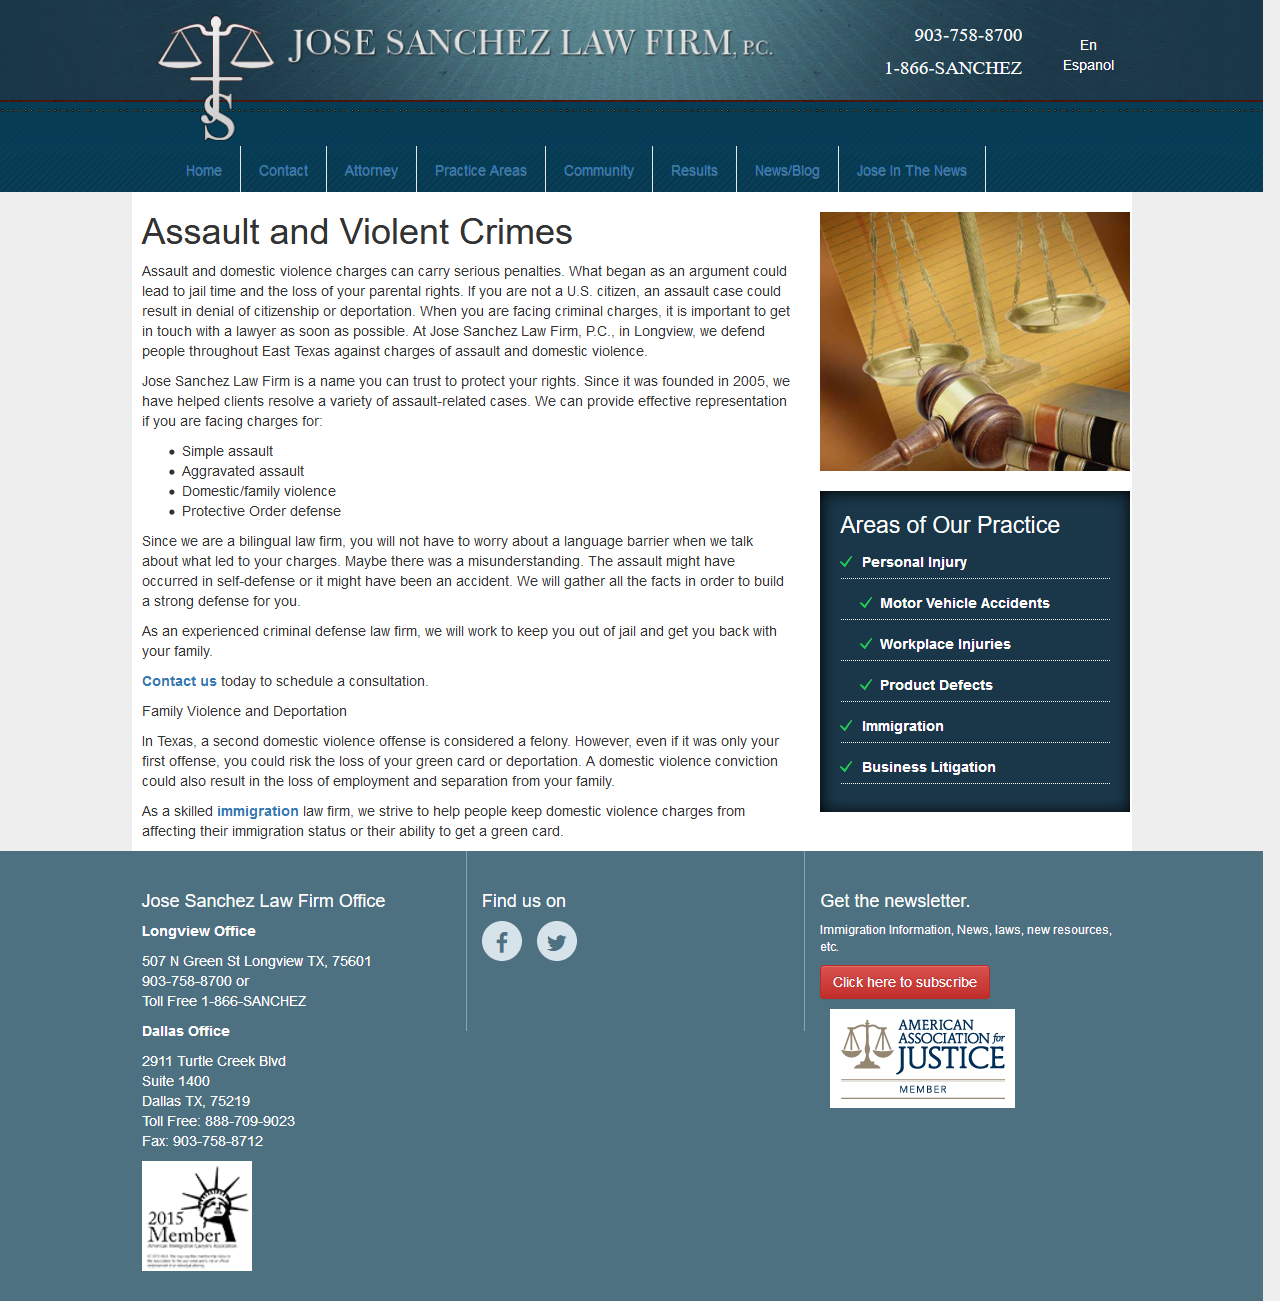 JOSE SANCHEZ LAW FIRM, P.C.
903-758-8700
1-866-SANCHEZ
En
Espanol
Home
Contact
Attorney
Practice Areas
Community
Results
News/Blog
Jose In The News
Assault and Violent Crimes
Assault and domestic violence charges can carry serious penalties. What began as an argument could
lead to jail time and the loss of your parental rights. If you are not a U.S. citizen, an assault case could
result in denial of citizenship or deportation. When you are facing criminal charges, it is important to get
in touch with a lawyer as soon as possible. At Jose Sanchez Law Firm, P.C., in Longview, we defend
people throughout East Texas against charges of assault and domestic violence.
Jose Sanchez Law Firm is a name you can trust to protect your rights. Since it was founded in 2005, we
have helped clients resolve a variety of assault-related cases. We can provide effective representation
if you are facing charges for:
Simple assault
Aggravated assault
Domestic/family violence
Protective Order defense
Since we are a bilingual law firm, you will not have to worry about a language barrier when we talk
about what led to your charges. Maybe there was a misunderstanding. The assault might have
occurred in self-defense or it might have been an accident. We will gather all the facts in order to build
a strong defense for you.
As an experienced criminal defense law firm, we will work to keep you out of jail and get you back with
your family.
Contact us today to schedule a consultation.
Family Violence and Deportation
In Texas, a second domestic violence offense is considered a felony. However, even if it was only your
first offense, you could risk the loss of your green card or deportation. A domestic violence conviction
could also result in the loss of employment and separation from your family.
As a skilled immigration law firm, we strive to help people keep domestic violence charges from
affecting their immigration status or their ability to get a green card.
Areas of Our Practice
Personal Injury
Motor Vehicle Accidents
Workplace Injuries
Product Defects
Immigration
Business Litigation
Jose Sanchez Law Firm Office
Longview Office
507 N Green St Longview TX, 75601
903-758-8700 or
Toll Free 1-866-SANCHEZ
Dallas Office
2911 Turtle Creek Blvd
Suite 1400
Dallas TX, 75219
Toll Free: 888-709-9023
Fax: 903-758-8712
2015
Member
American Immigration Lawyers Association
Find us on
Get the newsletter.
Immigration Information, News, laws, new resources,
etc.
Click here to subscribe
AMERICAN
ASSOCIATION for
JUSTICE
MEMBER